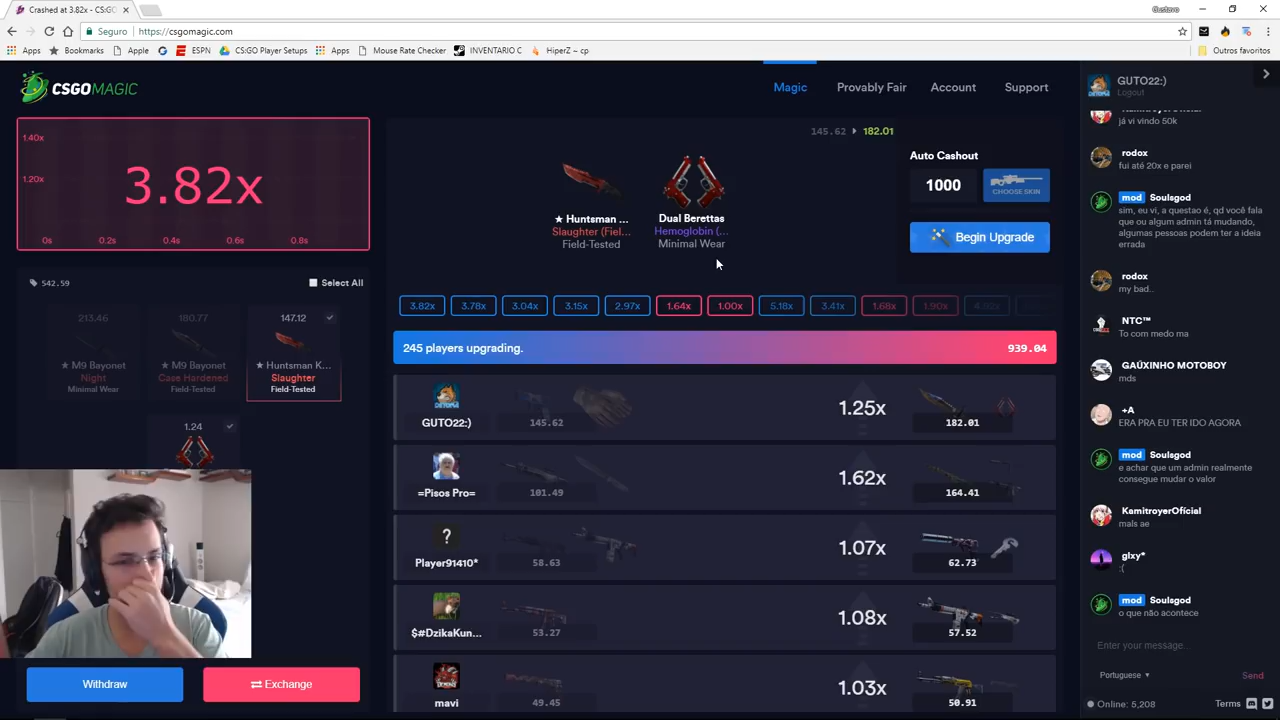 Crashed at 3.82x - CS:GO
Gustavo
Seguro
https://csgomagic.com
Apps
Bookmarks
Apple
ESPN
CS:GO Player Setups
Apps
Mouse Rate Checker
INVENTARIO C
HiperZ ~ cp
Outros favoritos
CSGOMAGIC
Magic
Provably Fair
Account
Support
GUTO22:)
Logout
1.40x
1.20x
3.82x
0s
0.2s
0.4s
0.6s
0.8s
542.59
Select All
213.46
★ M9 Bayonet
Night
Minimal Wear
180.77
★ M9 Bayonet
Case Hardened
Field-Tested
147.12
★ Huntsman K...
Slaughter
Field-Tested
1.24
Withdraw
Exchange
145.62
182.01
★ Huntsman ...
Slaughter (Fiel...
Field-Tested
Dual Berettas
Hemoglobin (...
Minimal Wear
Auto Cashout
1000
CHOOSE SKIN
Begin Upgrade
3.82x
3.78x
3.04x
3.15x
2.97x
1.64x
1.00x
5.18x
3.41x
1.68x
1.90x
4.92x
245 players upgrading.
939.04
GUTO22:)
145.62
1.25x
182.01
=Pisos Pro=
101.49
1.62x
164.41
?
Player91410*
58.63
1.07x
62.73
$#DzikaKun...
53.27
1.08x
57.52
mavi
49.45
1.03x
50.91
já vi vindo 50k
rodox
fui até 20x e parei
mod Soulsgod
sim, eu vi, a questao é, qd você fala
que ou algum admin tá mudando,
algumas pessoas podem ter a ideia
errada
rodox
my bad..
NTC™
To com medo ma
GAÚXINHO MOTOBOY
mds
+A
ERA PRA EU TER IDO AGORA
mod Soulsgod
e achar que um admin realmente
consegue mudar o valor
KamitroyerOfícial
mals ae
glxy*
:(
mod Soulsgod
o que não acontece
Enter your message...
Portuguese
Send
Online: 5,208
Terms